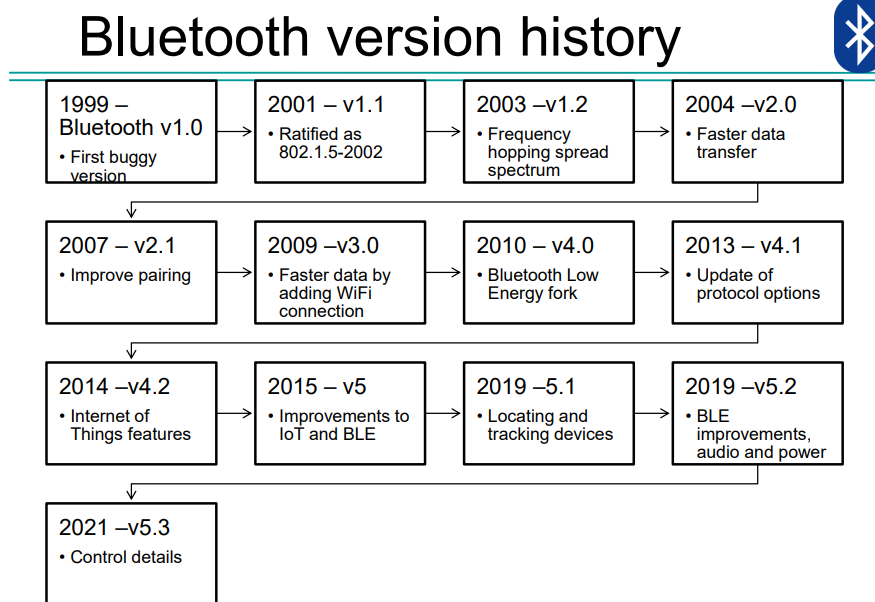 Bluetooth version history
1999 –
Bluetooth v1.0
• First buggy
version
2001 – v1.1
• Ratified as
802.1.5-2002
2003 –v1.2
• Frequency
hopping spread
spectrum
2004 –v2.0
• Faster data
transfer
2007 – v2.1
• Improve pairing
2009 –v3.0
• Faster data by
adding WiFi
connection
2010 – v4.0
• Bluetooth Low
Energy fork
2013 – v4.1
• Update of
protocol options
2014 –v4.2
• Internet of
Things features
2015 – v5
• Improvements to
IoT and BLE
2019 –5.1
• Locating and
tracking devices
2019 –v5.2
• BLE
improvements,
audio and power
2021 –v5.3
• Control details